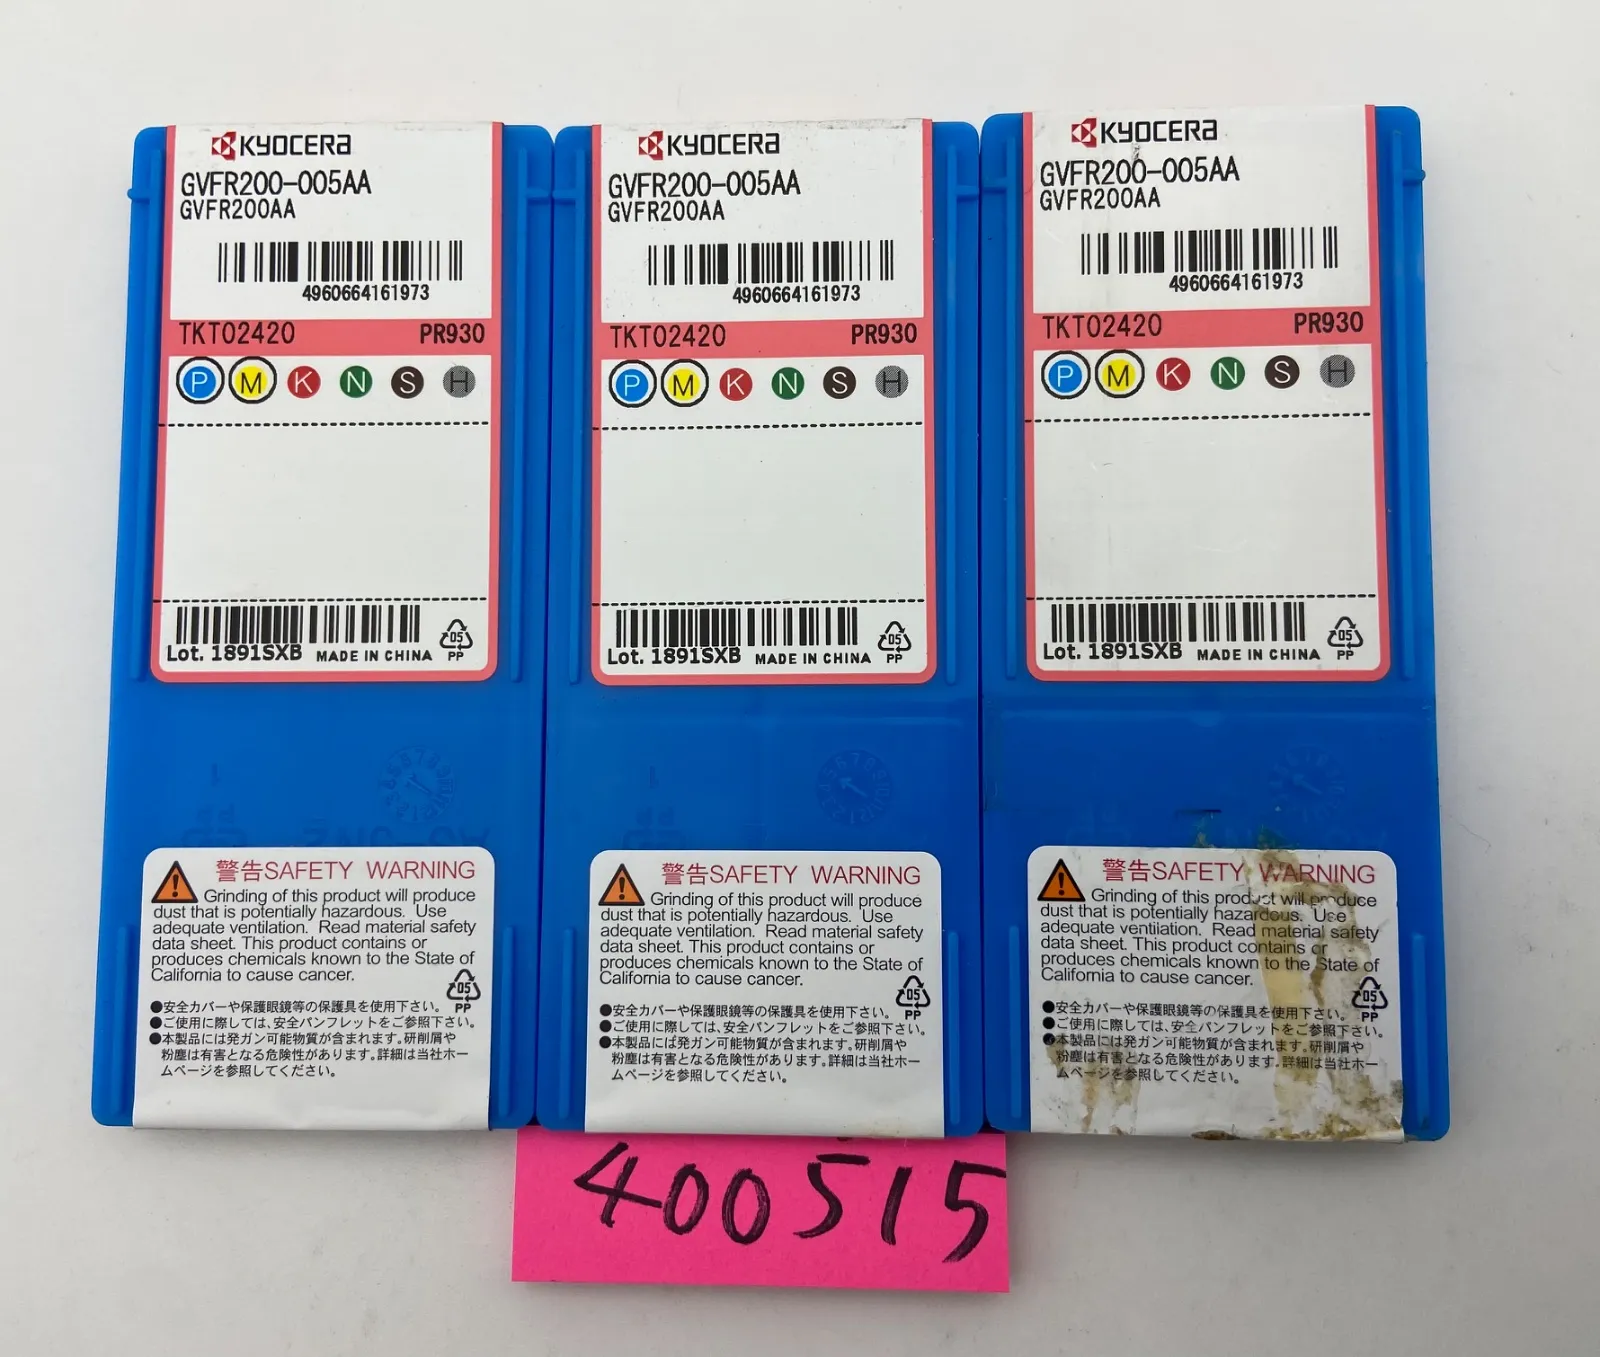 KYOCERA
GVFR200-005AA
GVFR200AA
4960664161973
TKT02420 PR930
P M K N S H
Lot. 1891SXB MADE IN CHINA
05
PP
警告SAFETY WARNING
Grinding of this product will produce
dust that is potentially hazardous. Use
adequate ventilation. Read material safety
data sheet. This product contains or
produces chemicals known to the State of
California to cause cancer.
05
PP
●安全カバーや保護眼鏡等の保護具を使用下さい。
●ご使用に際しては、安全パンフレットをご参照下さい。
●本製品には発ガン可能物質が含まれます。研削屑や
粉塵は有害となる危険性があります。詳細は当社ホー
ムページを参照してください。
KYOCERA
GVFR200-005AA
GVFR200AA
4960664161973
TKT02420 PR930
P M K N S H
Lot. 1891SXB MADE IN CHINA
05
PP
警告SAFETY WARNING
Grinding of this product will produce
dust that is potentially hazardous. Use
adequate ventilation. Read material safety
data sheet. This product contains or
produces chemicals known to the State of
California to cause cancer.
05
PP
●安全カバーや保護眼鏡等の保護具を使用下さい。
●ご使用に際しては、安全パンフレットをご参照下さい。
●本製品には発ガン可能物質が含まれます。研削屑や
粉塵は有害となる危険性があります。詳細は当社ホー
ムページを参照してください。
KYOCERA
GVFR200-005AA
GVFR200AA
4960664161973
TKT02420 PR930
P M K N S H
Lot. 1891SXB MADE IN CHINA
05
PP
警告SAFETY WARNING
Grinding of this product will produce
dust that is potentially hazardous. Use
adequate ventilation. Read material safety
data sheet. This product contains or
produces chemicals known to the State of
California to cause cancer.
05
PP
●安全カバーや保護眼鏡等の保護具を使用下さい。
●ご使用に際しては、安全パンフレットをご参照下さい。
●本製品には発ガン可能物質が含まれます。研削屑や
粉塵は有害となる危険性があります。詳細は当社ホー
ムページを参照してください。
400515